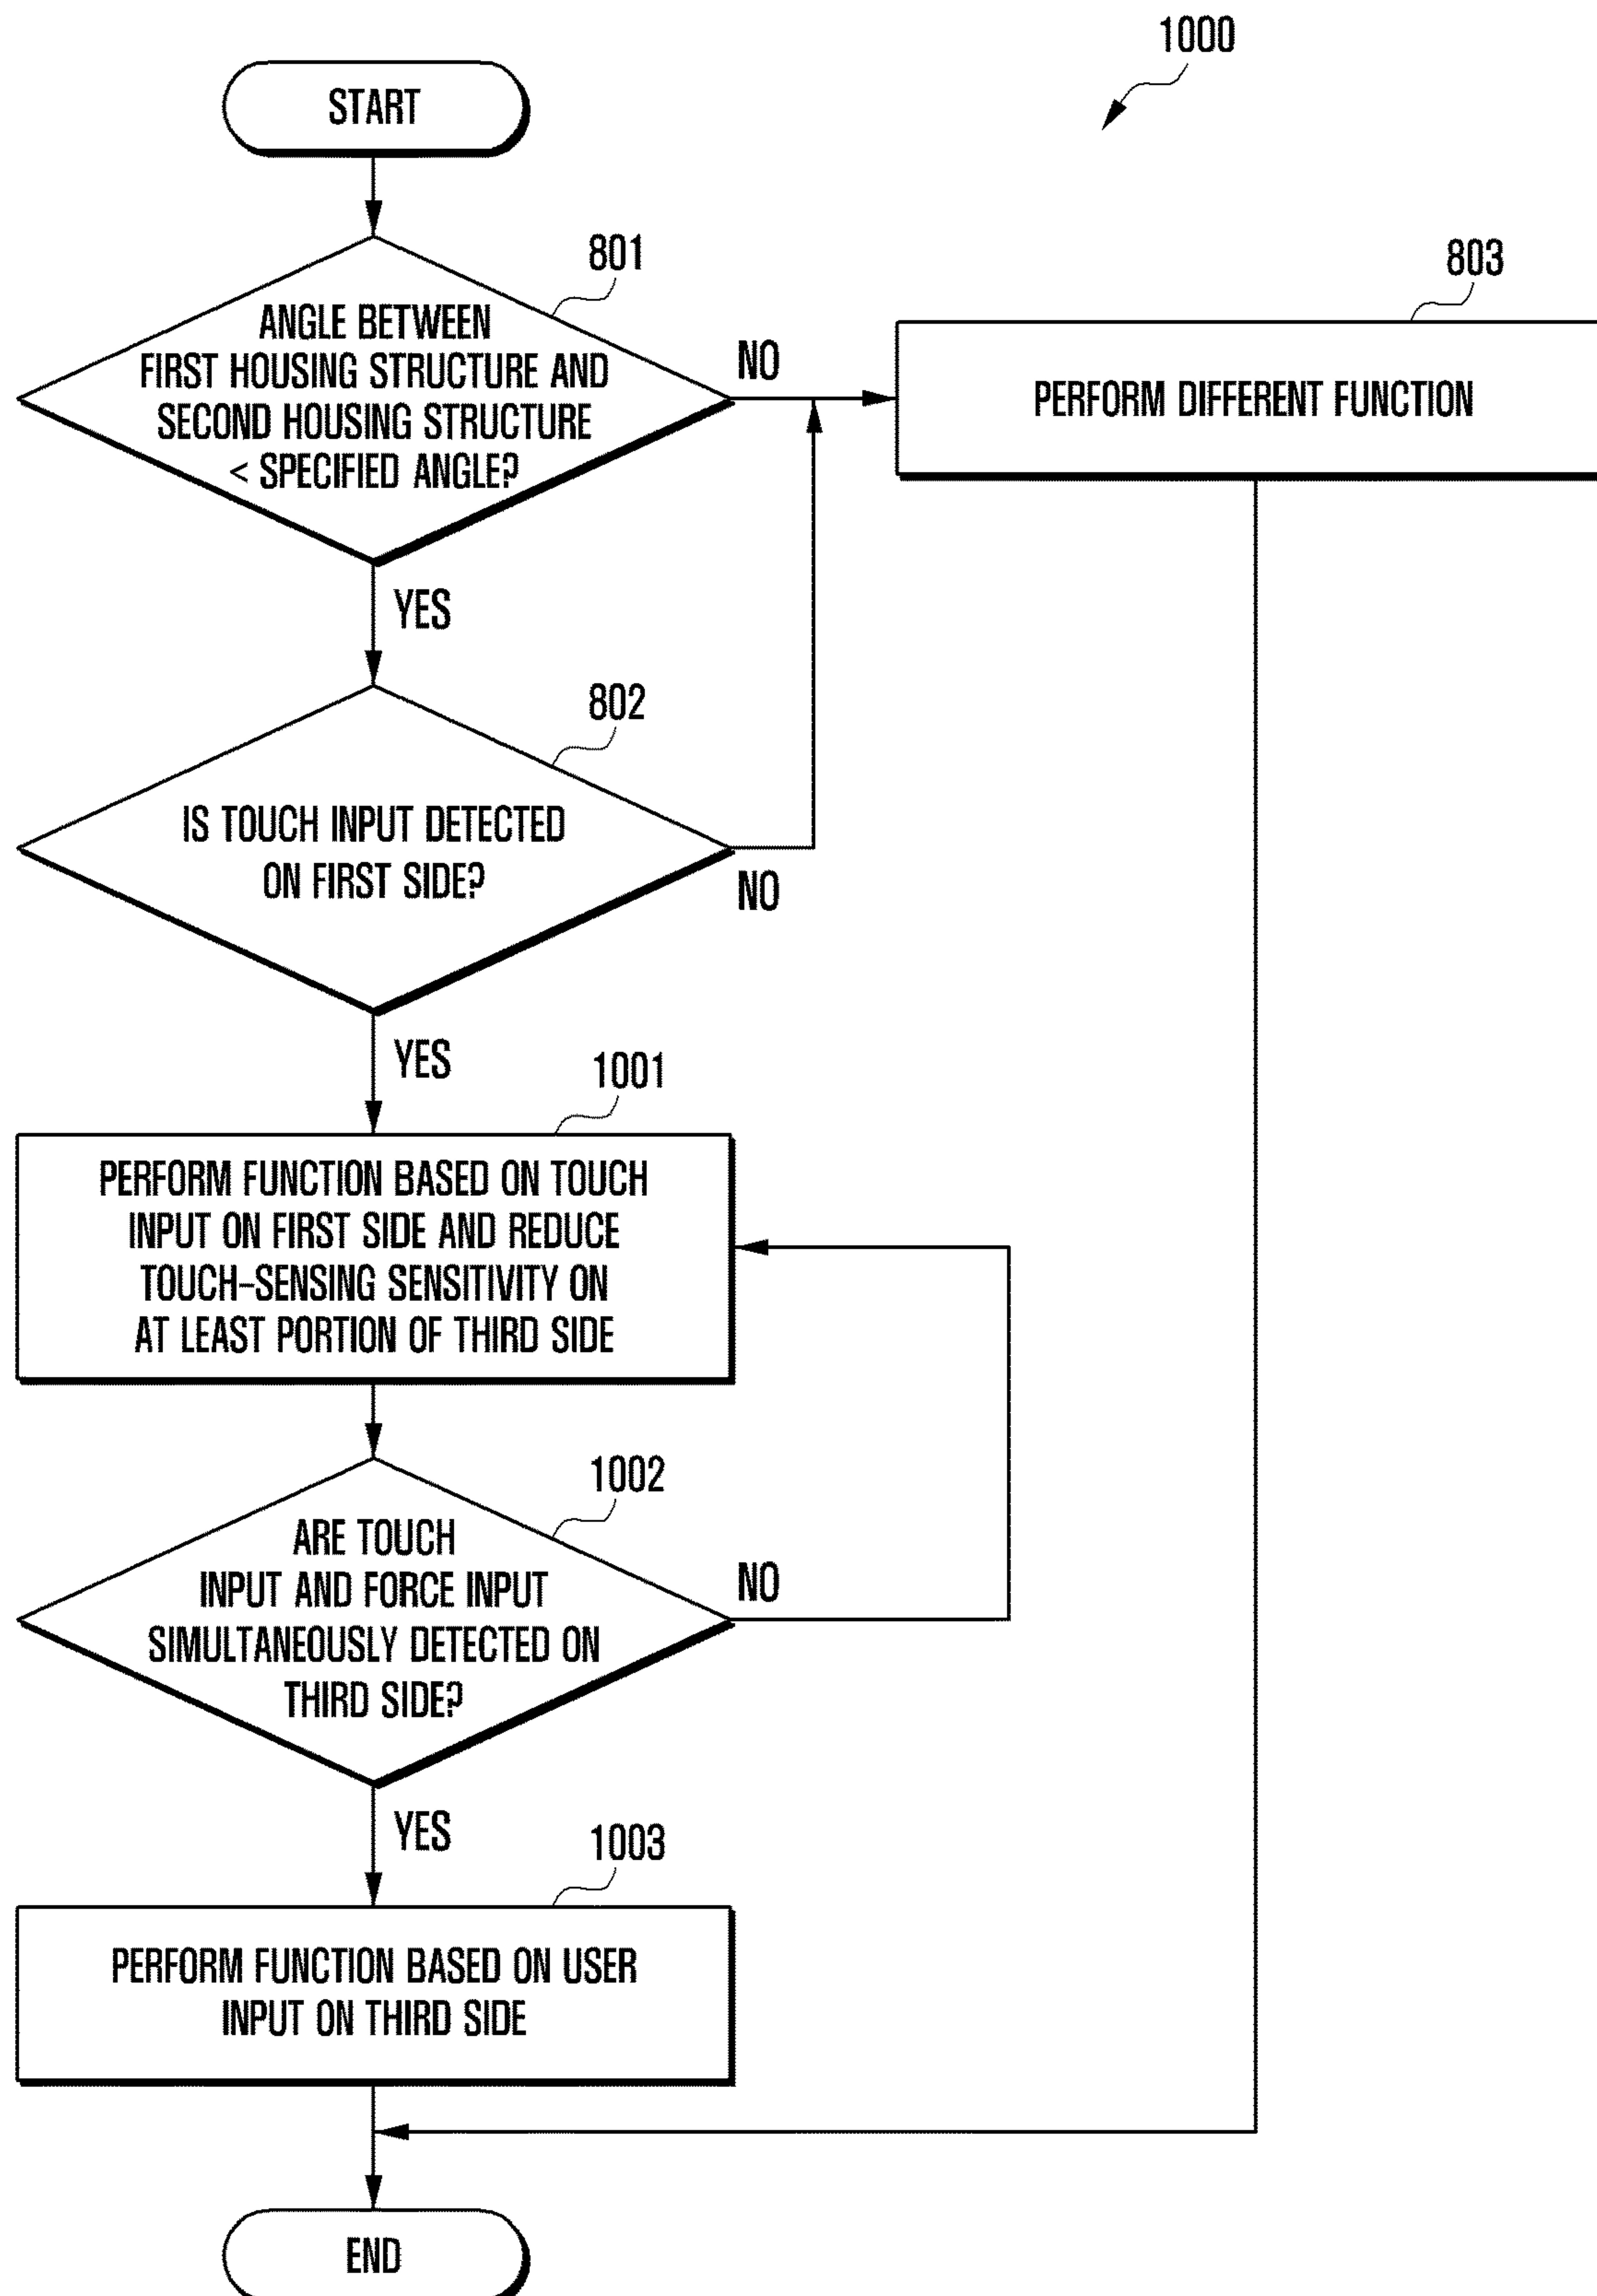 1000
START
801
ANGLE BETWEEN
FIRST HOUSING STRUCTURE AND
SECOND HOUSING STRUCTURE
< SPECIFIED ANGLE?
NO
803
PERFORM DIFFERENT FUNCTION
YES
802
IS TOUCH INPUT DETECTED
ON FIRST SIDE?
NO
YES
1001
PERFORM FUNCTION BASED ON TOUCH
INPUT ON FIRST SIDE AND REDUCE
TOUCH-SENSING SENSITIVITY ON
AT LEAST PORTION OF THIRD SIDE
1002
ARE TOUCH
INPUT AND FORCE INPUT
SIMULTANEOUSLY DETECTED ON
THIRD SIDE?
NO
YES
1003
PERFORM FUNCTION BASED ON USER
INPUT ON THIRD SIDE
END